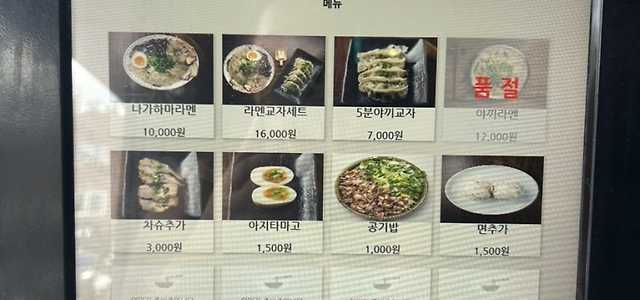 메뉴
나가하마라멘
10,000원
라멘교자세트
16,000원
5분야끼교자
7,000원
품절
야끼라멘
12,000원
차슈추가
3,000원
아지타마고
1,500원
공기밥
1,000원
면추가
1,500원